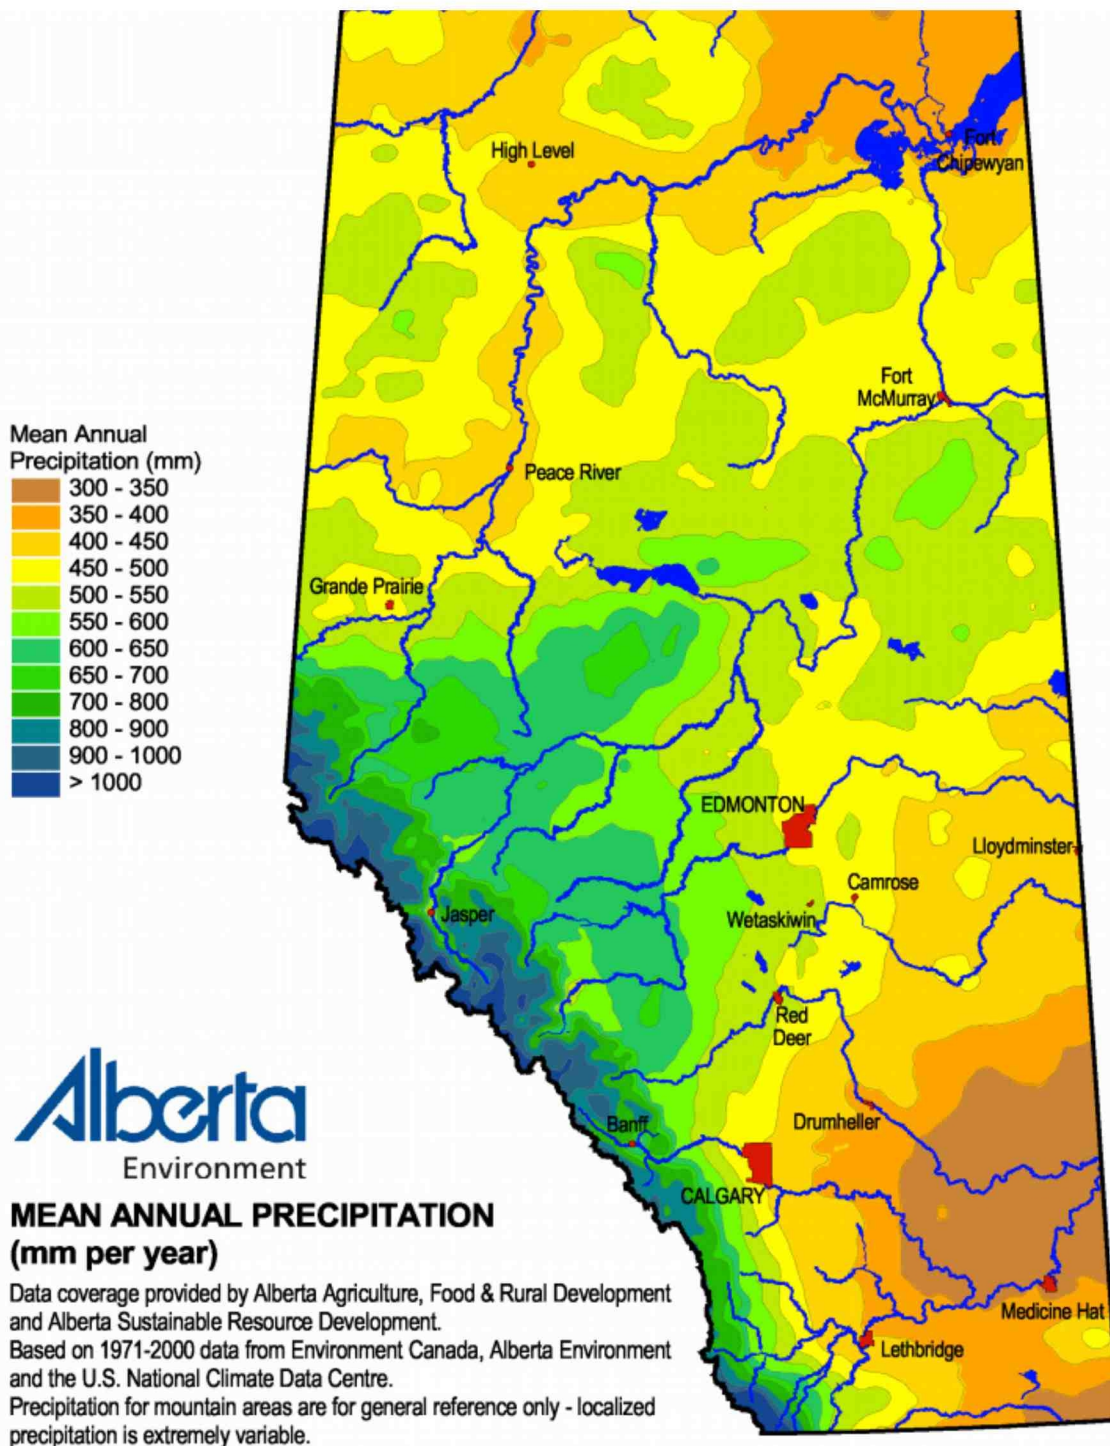 High Level
Fort
Chipewyan
Fort
McMurray
Peace River
Grande Prairie
Mean Annual
Precipitation (mm)
300 - 350
350 - 400
400 - 450
450 - 500
500 - 550
550 - 600
600 - 650
650 - 700
700 - 800
800 - 900
900 - 1000
> 1000
EDMONTON
Lloydminster
Camrose
Wetaskiwin
Jasper
Red
Deer
Drumheller
Banff
CALGARY
Medicine Hat
Lethbridge
Alberta
Environment
MEAN ANNUAL PRECIPITATION
(mm per year)
Data coverage provided by Alberta Agriculture, Food & Rural Development
and Alberta Sustainable Resource Development.
Based on 1971-2000 data from Environment Canada, Alberta Environment
and the U.S. National Climate Data Centre.
Precipitation for mountain areas are for general reference only - localized
precipitation is extremely variable.